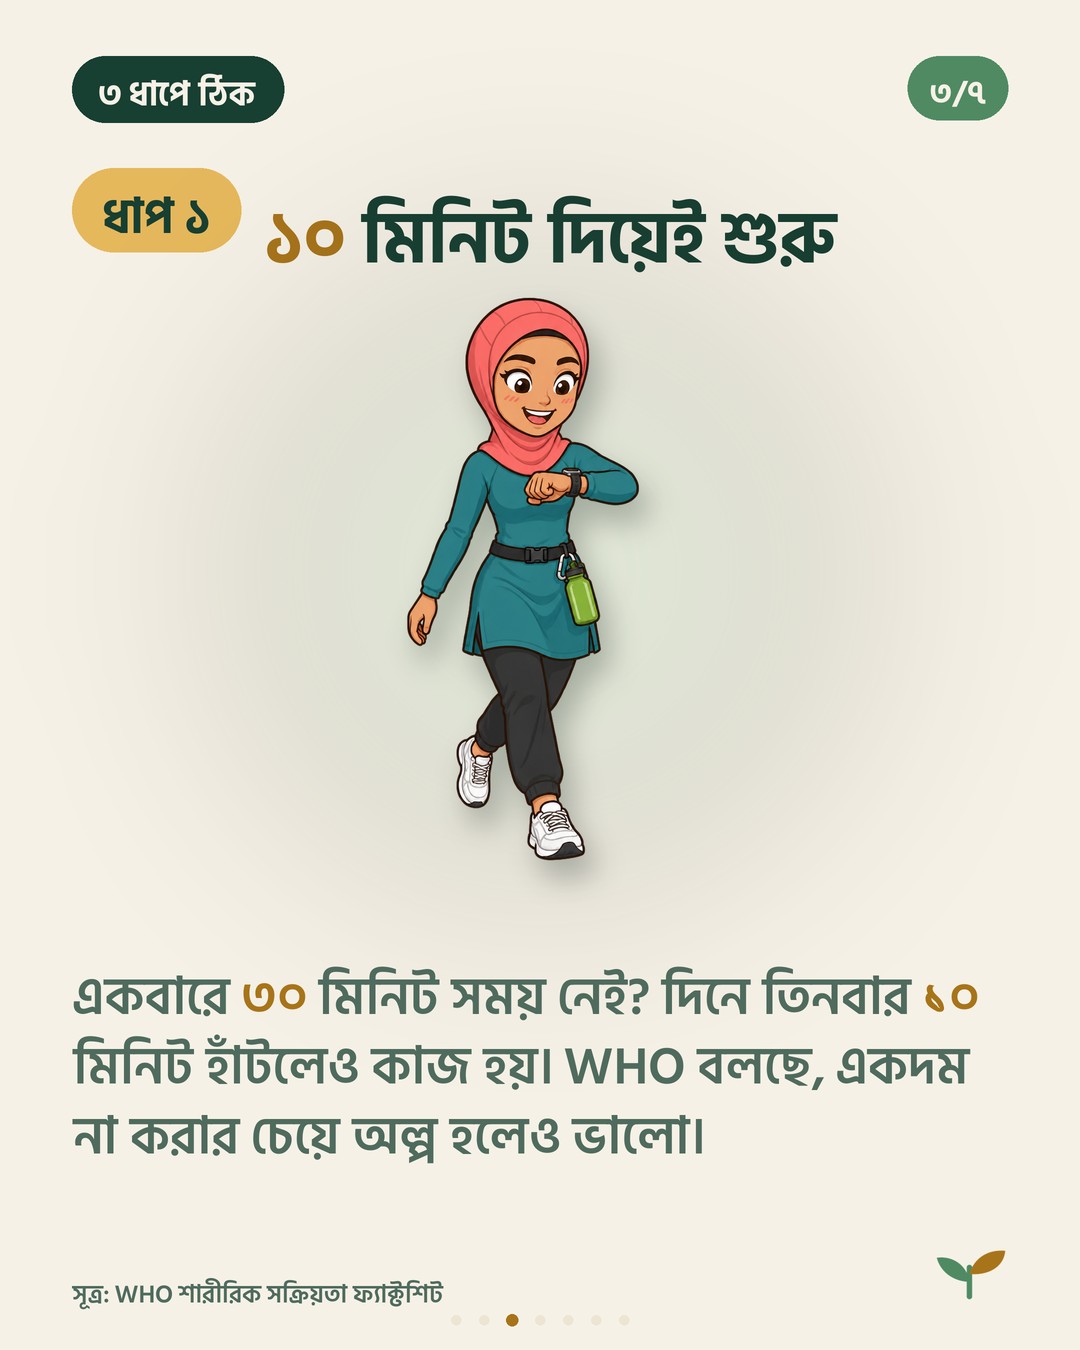 ৩ ধাপে ঠিক
৩/৭
ধাপ ১
১০ মিনিট দিয়েই শুরু
একবারে ৩০ মিনিট সময় নেই? দিনে তিনবার ১০
মিনিট হাঁটলেও কাজ হয়। WHO বলছে, একদম
না করার চেয়ে অল্প হলেও ভালো।
সূত্র: WHO শারীরিক সক্রিয়তা ফ্যাক্টশিট